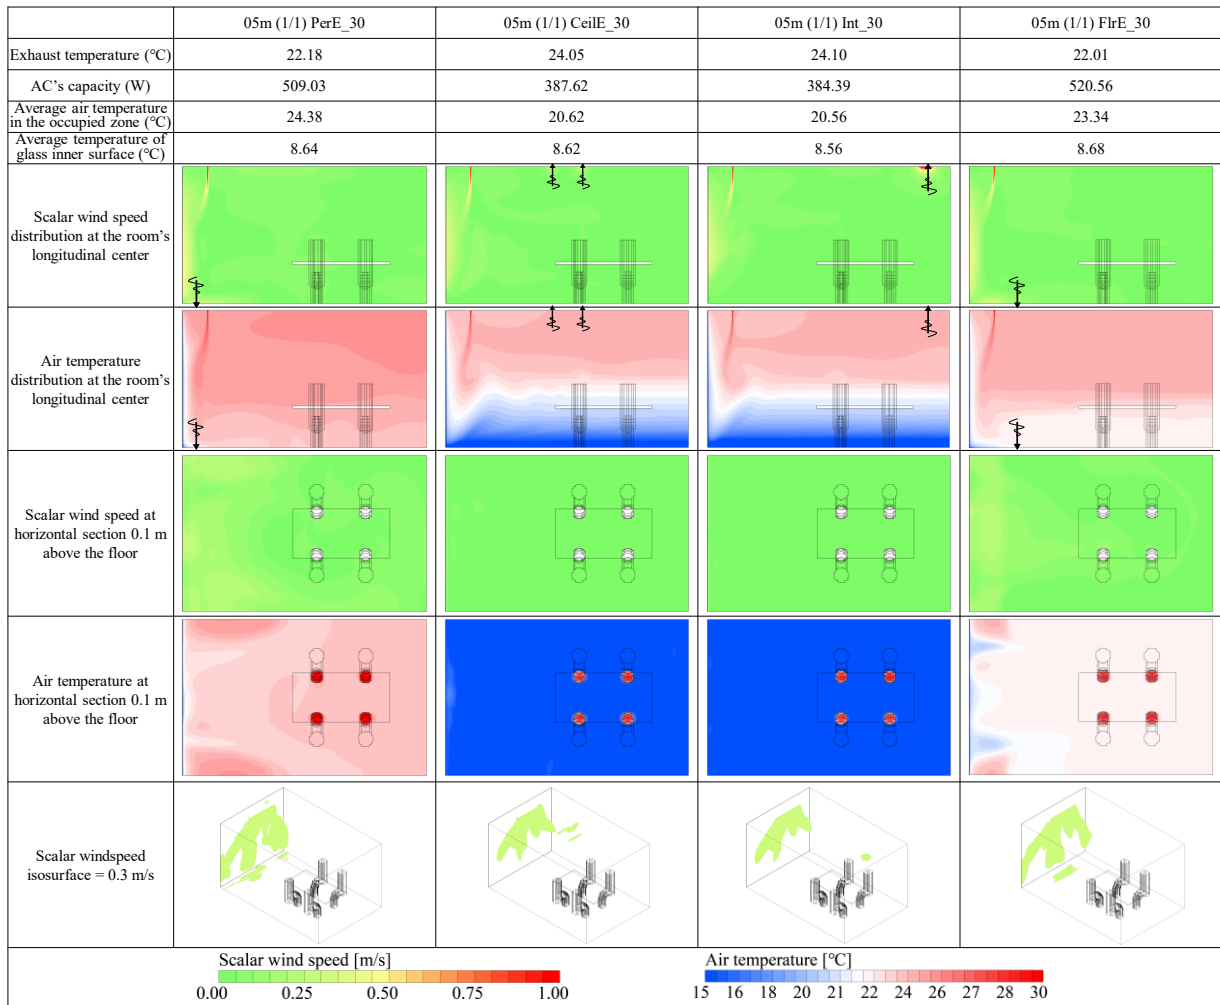 05m (1/1) PerE_30
05m (1/1) CeilE_30
05m (1/1) Int_30
05m (1/1) FlrE_30
Exhaust temperature (℃)
22.18
24.05
24.10
22.01
AC's capacity (W)
509.03
387.62
384.39
520.56
Average air temperature
in the occupied zone (℃)
24.38
20.62
20.56
23.34
Average temperature of
glass inner surface (℃)
8.64
8.62
8.56
8.68
Scalar wind speed
distribution at the room's
longitudinal center
Air temperature
distribution at the room's
longitudinal center
Scalar wind speed at
horizontal section 0.1 m
above the floor
Air temperature at
horizontal section 0.1 m
above the floor
Scalar windspeed
isosurface = 0.3 m/s
Scalar wind speed [m/s]
0.00 0.25 0.50 0.75 1.00
Air temperature [℃]
15 16 18 20 21 22 23 24 26 27 28 30